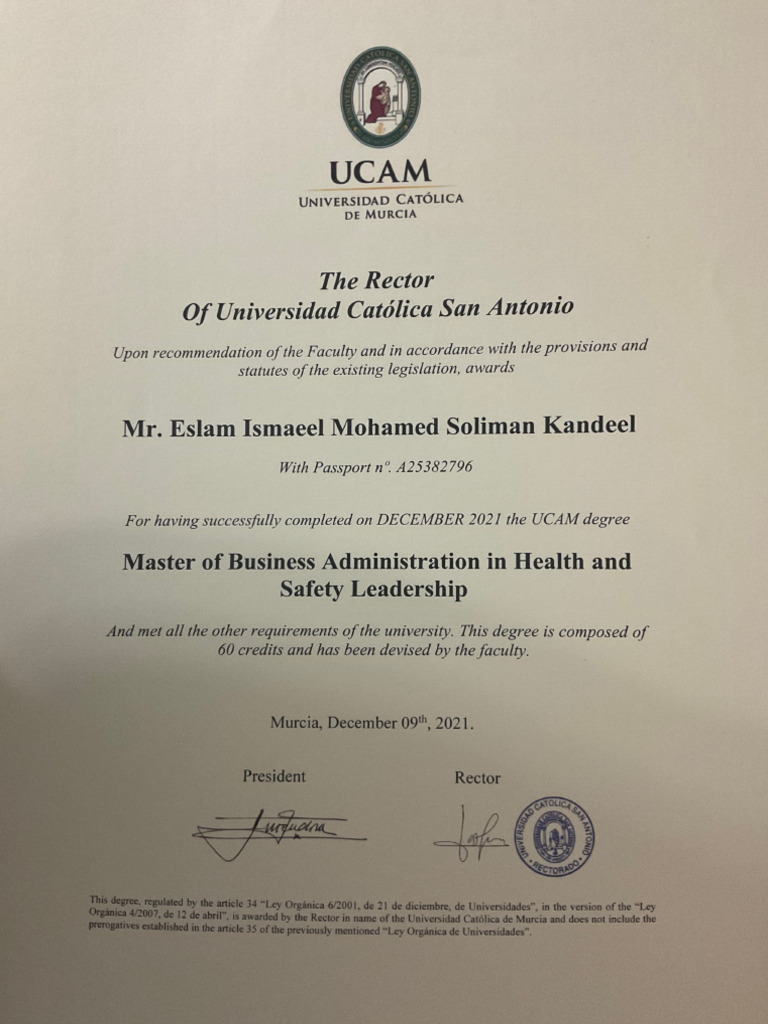 UCAM
UNIVERSIDAD CATÓLICA
DE MURCIA
The Rector
Of Universidad Católica San Antonio
Upon recommendation of the Faculty and in accordance with the provisions and
statutes of the existing legislation, awards
Mr. Eslam Ismaeel Mohamed Soliman Kandeel
With Passport nº. A25382796
For having successfully completed on DECEMBER 2021 the UCAM degree
Master of Business Administration in Health and
Safety Leadership
And met all the other requirements of the university. This degree is composed of
60 credits and has been devised by the faculty.
Murcia, December 09th, 2021.
President
Rector
UNIVERSIDAD CATOLICA SAN ANTONIO
· RECTORADO ·
This degree, regulated by the article 34 “Ley Orgánica 6/2001, de 21 de diciembre, de Universidades”, in the version of the “Ley
Orgánica 4/2007, de 12 de abril”, is awarded by the Rector in name of the Universidad Católica de Murcia and does not include the
prerogatives established in the article 35 of the previously mentioned “Ley Orgánica de Universidades”.